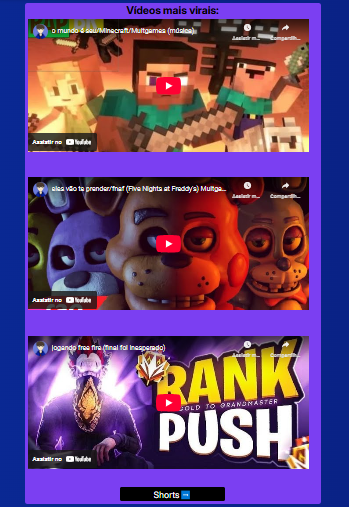 Vídeos mais virais:
o mundo é seu/Minecraft/Multgames (música)
Assistir m... Compartilh...
Assistir no YouTube
eles vão te prender/fnaf (Five Nights at Freddy's) Multga...
Assistir m... Compartilh...
Assistir no YouTube
jogando free fire (final foi inesperado)
Assistir m... Compartilh...
RANK
GOLD TO GRANDMASTER
PUSH
Assistir no YouTube
Shorts ➡️